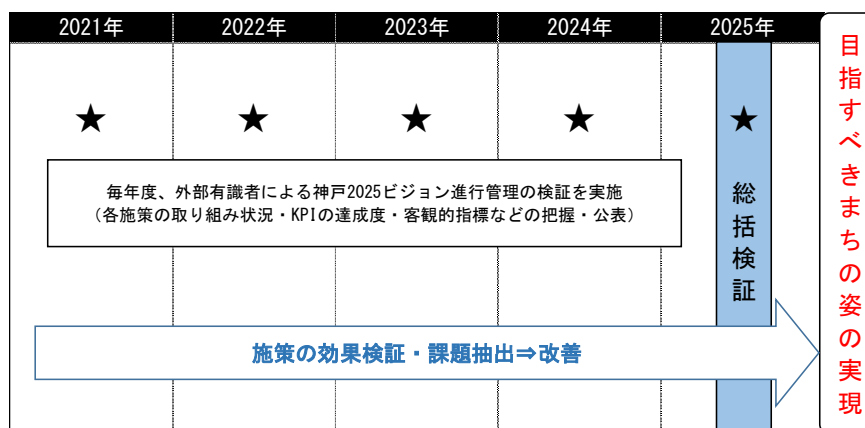 2021年 2022年 2023年 2024年 2025年
★ ★ ★ ★ ★
毎年度、外部有識者による神戸2025ビジョン進行管理の検証を実施
(各施策の取り組み状況・KPIの達成度・客観的指標などの把握・公表)
総括検証
施策の効果検証・課題抽出⇒改善
目指すべきまちの姿の実現